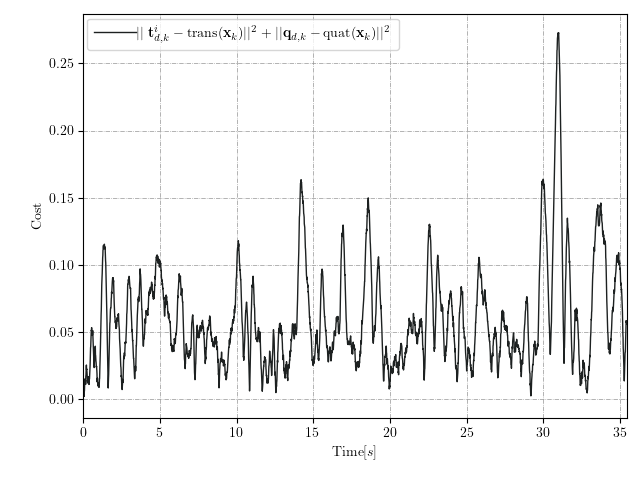 || t^i_{d,k} − trans(x_k)||² + ||q_{d,k} − quat(x_k)||²
0.25
0.20
0.15
0.10
0.05
0.00
Cost
0 5 10 15 20 25 30 35
Time[s]